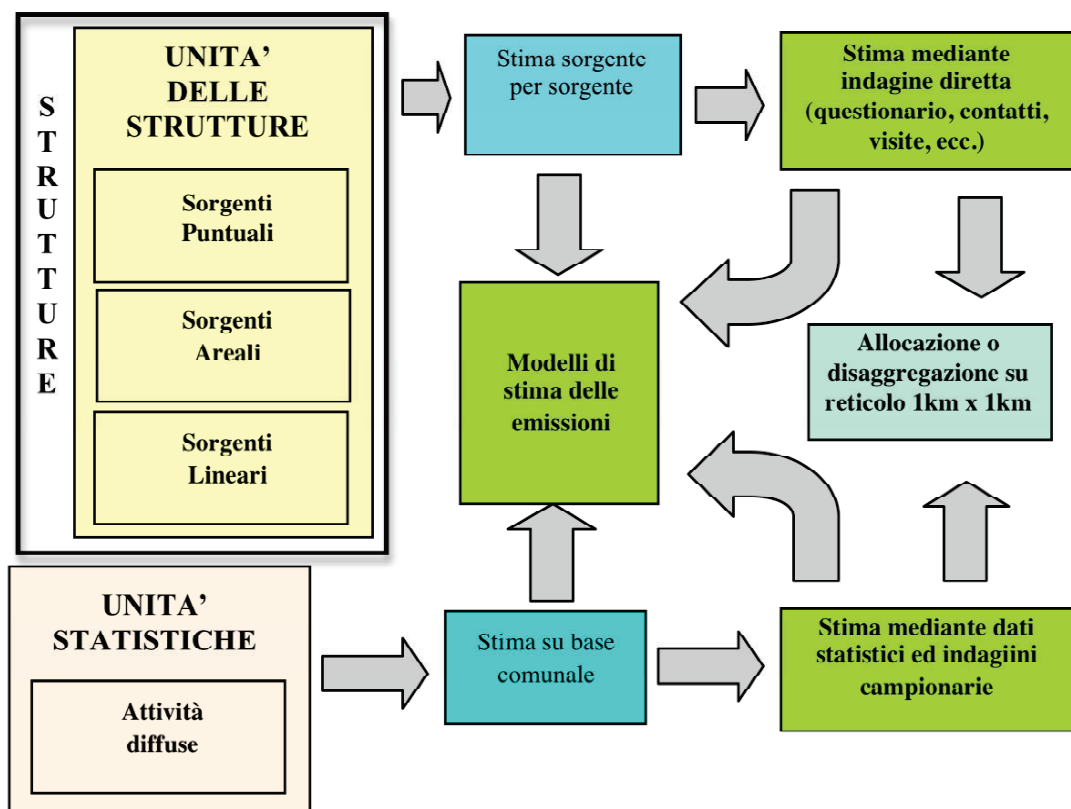 STRUTTURE
UNITA’
DELLE
STRUTTURE
Sorgenti
Puntuali
Sorgenti
Areali
Sorgenti
Lineari
Stima sorgente
per sorgente
Stima mediante
indagine diretta
(questionario, contatti,
visite, ecc.)
Modelli di
stima delle
emissioni
Allocazione o
disaggregazione su
reticolo 1km x 1km
UNITA’
STATISTICHE
Attività
diffuse
Stima su base
comunale
Stima mediante dati
statistici ed indagiini
campionarie